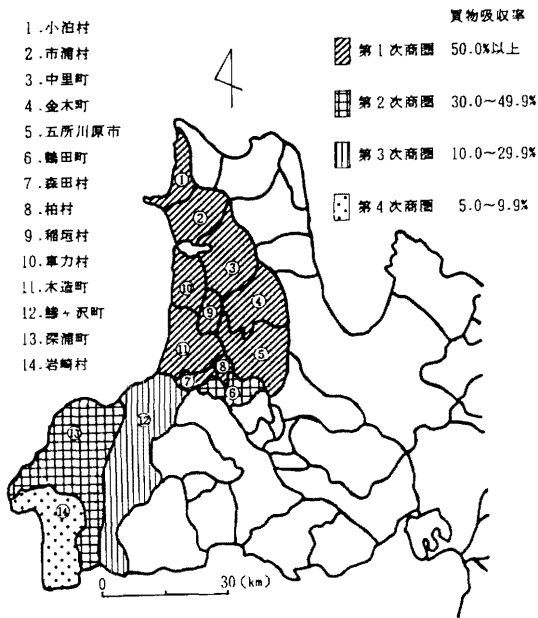 1.小泊村
2.市浦村
3.中里町
4.金木町
5.五所川原市
6.鶴田町
7.森田村
8.柏村
9.稲垣村
10.車力村
11.木造町
12.鰺ヶ沢町
13.深浦町
14.岩崎村
買物吸収率
第1次商圏 50.0%以上
第2次商圏 30.0~49.9%
第3次商圏 10.0~29.9%
第4次商圏 5.0~9.9%
①
②
③
④
⑤
⑥
⑦
⑧
⑨
⑩
⑪
⑫
⑬
⑭
0 30(km)